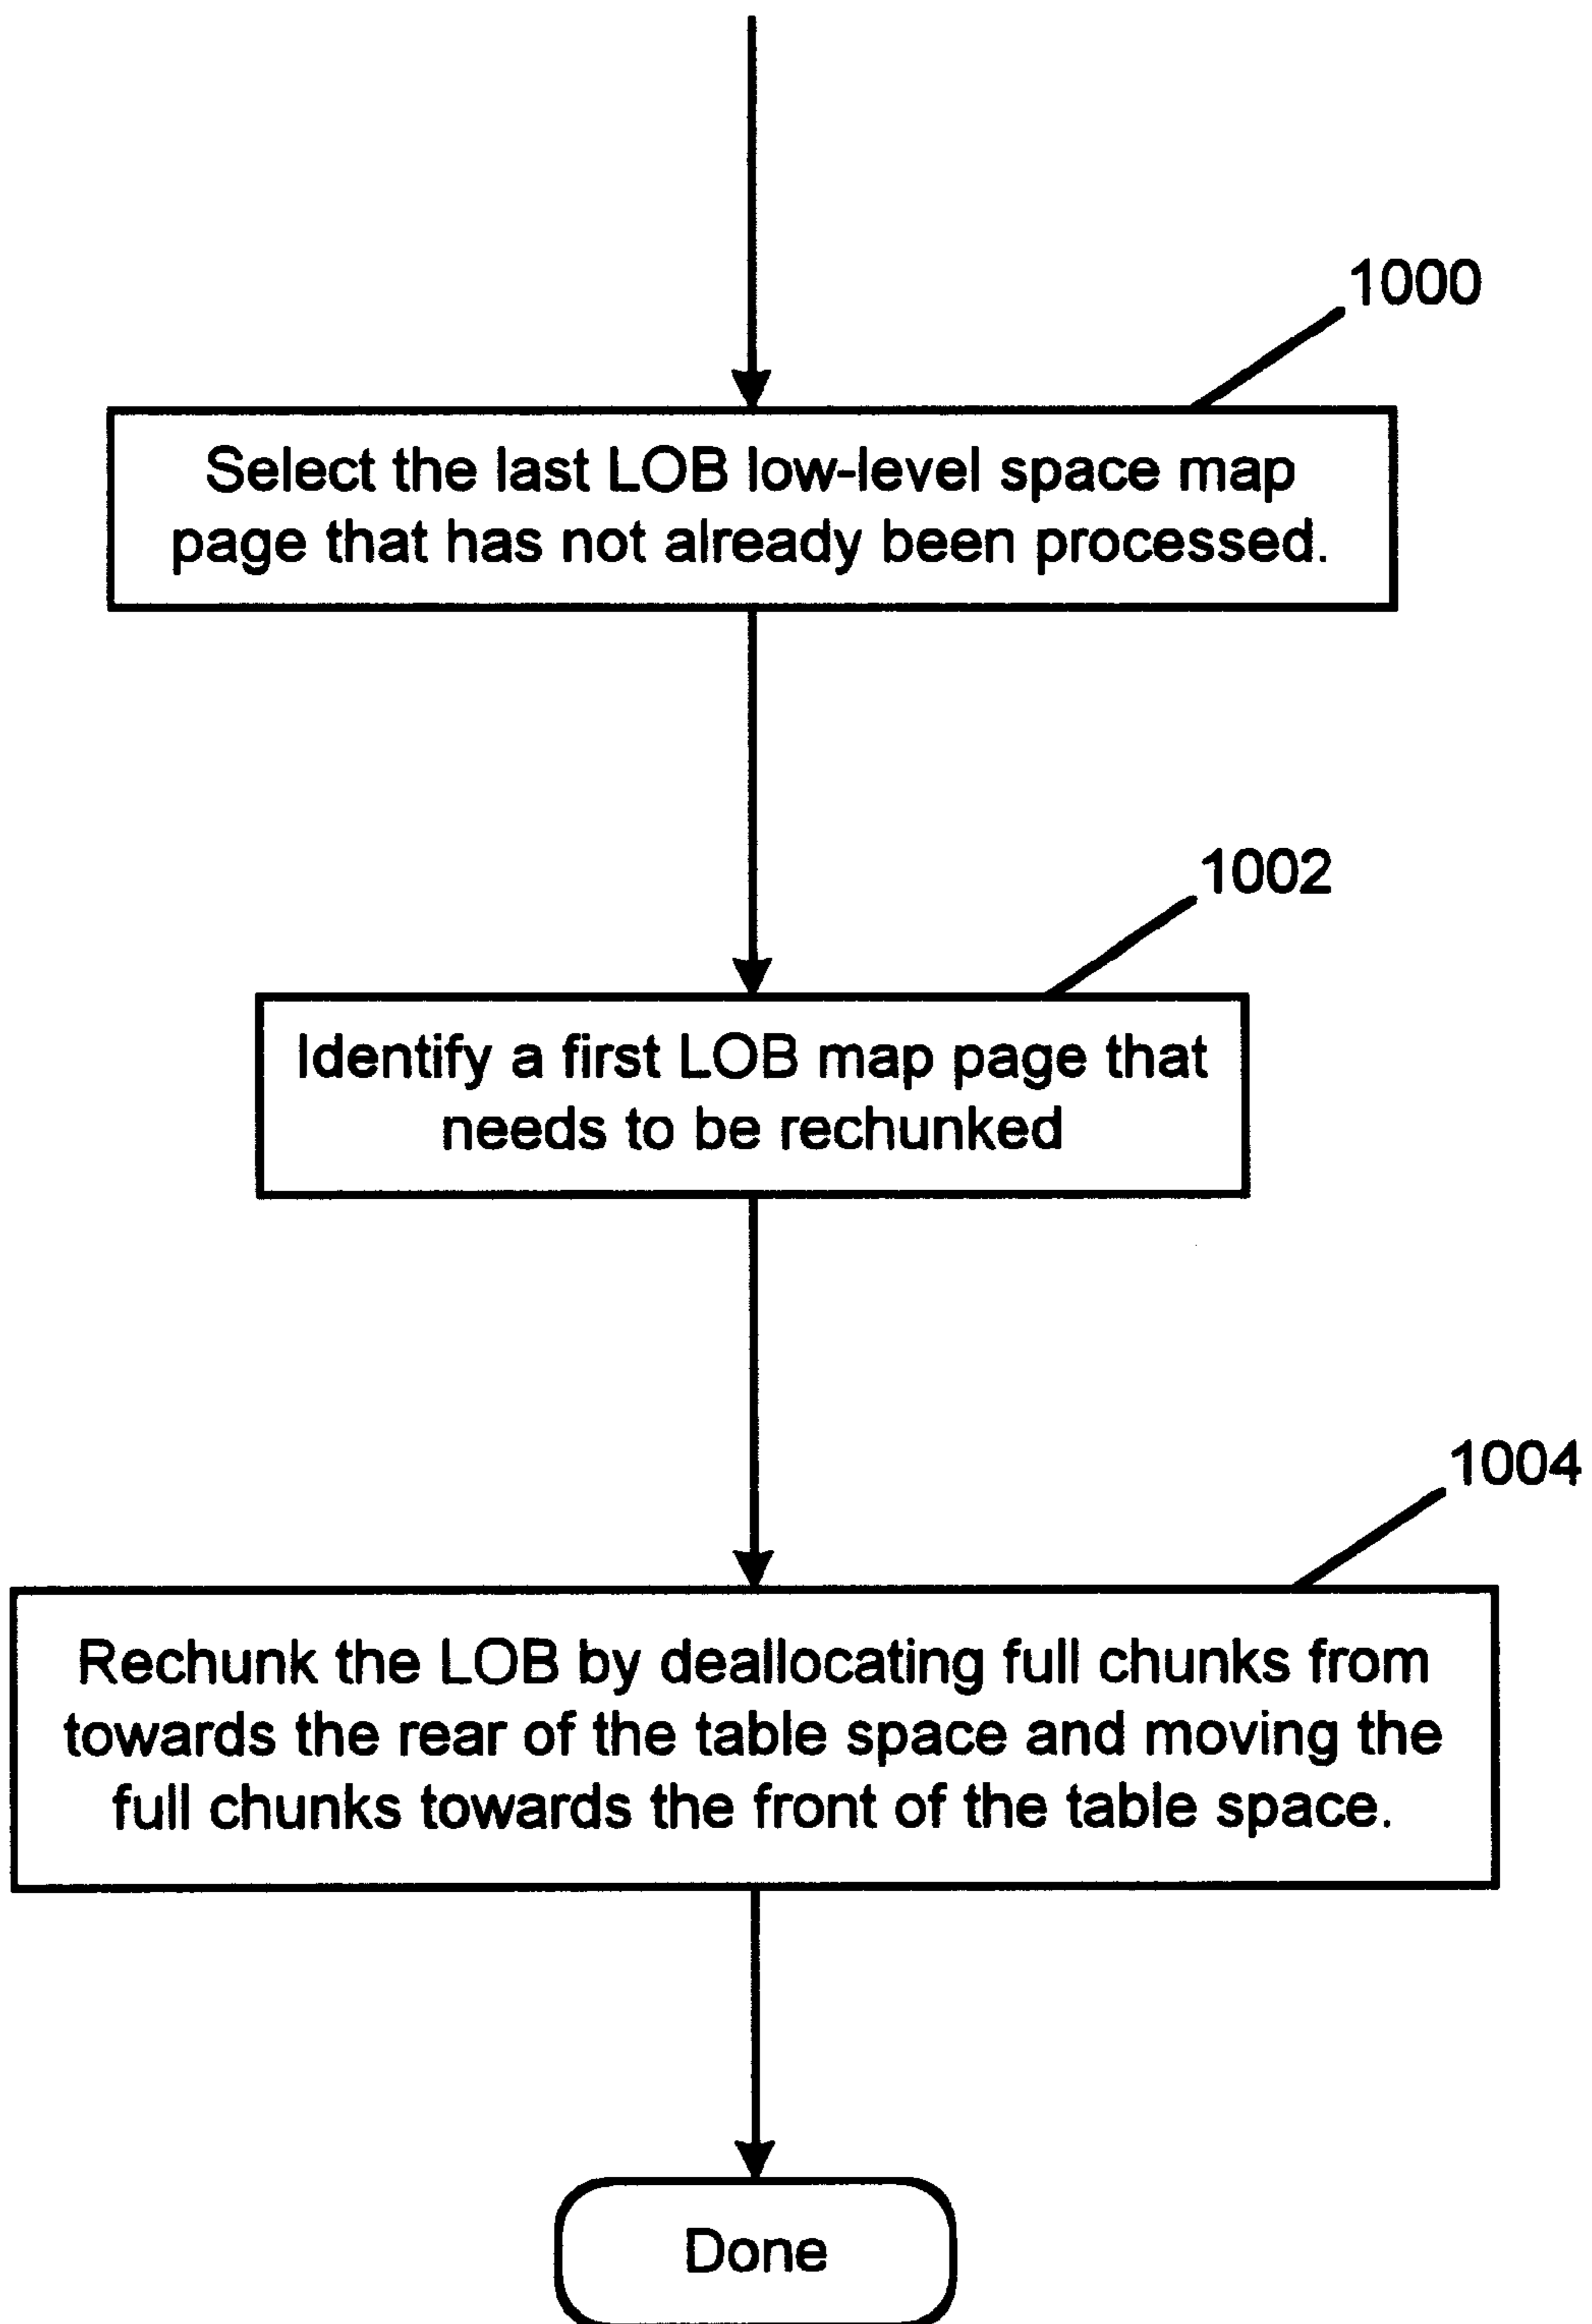 1000
Select the last LOB low-level space map
page that has not already been processed.
1002
Identify a first LOB map page that
needs to be rechunked
1004
Rechunk the LOB by deallocating full chunks from
towards the rear of the table space and moving the
full chunks towards the front of the table space.
Done